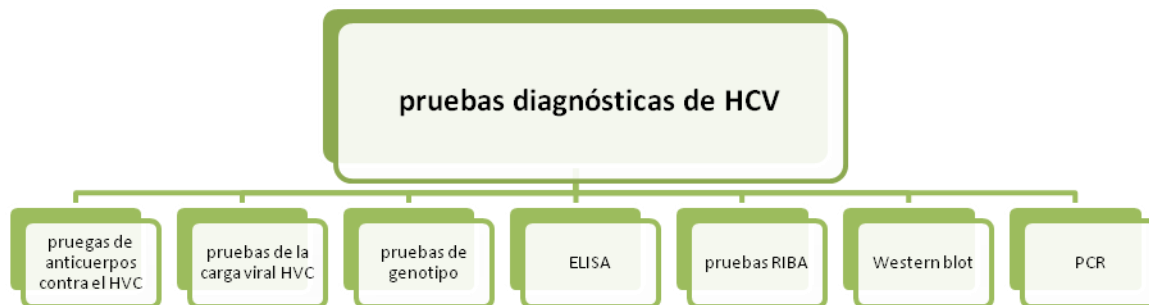 pruebas diagnósticas de HCV
pruegas de
anticuerpos
contra el HVC
pruebas de la
carga viral HVC
pruebas de
genotipo
ELISA
pruebas RIBA
Western blot
PCR